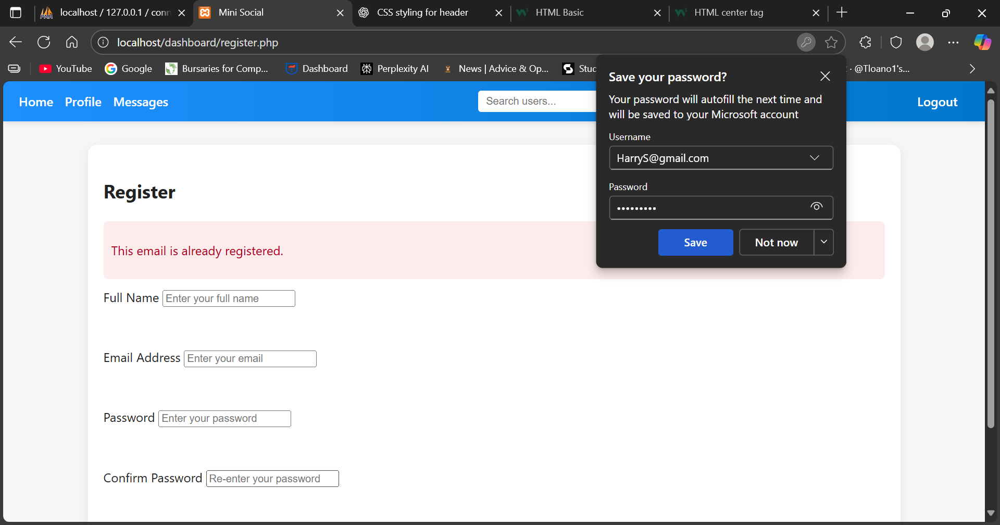 localhost / 127.0.0.1 / conn
Mini Social
CSS styling for header
HTML Basic
HTML center tag
localhost/dashboard/register.php
YouTube
Google
Bursaries for Comp...
Dashboard
Perplexity AI
News | Advice & Op...
Stud
· @Tloano1's...
Home Profile Messages
Search users...
Logout
Save your password?
Your password will autofill the next time and
will be saved to your Microsoft account
Username
HarryS@gmail.com
Password
•••••••••
Save
Not now
Register
This email is already registered.
Full Name Enter your full name
Email Address Enter your email
Password Enter your password
Confirm Password Re-enter your password